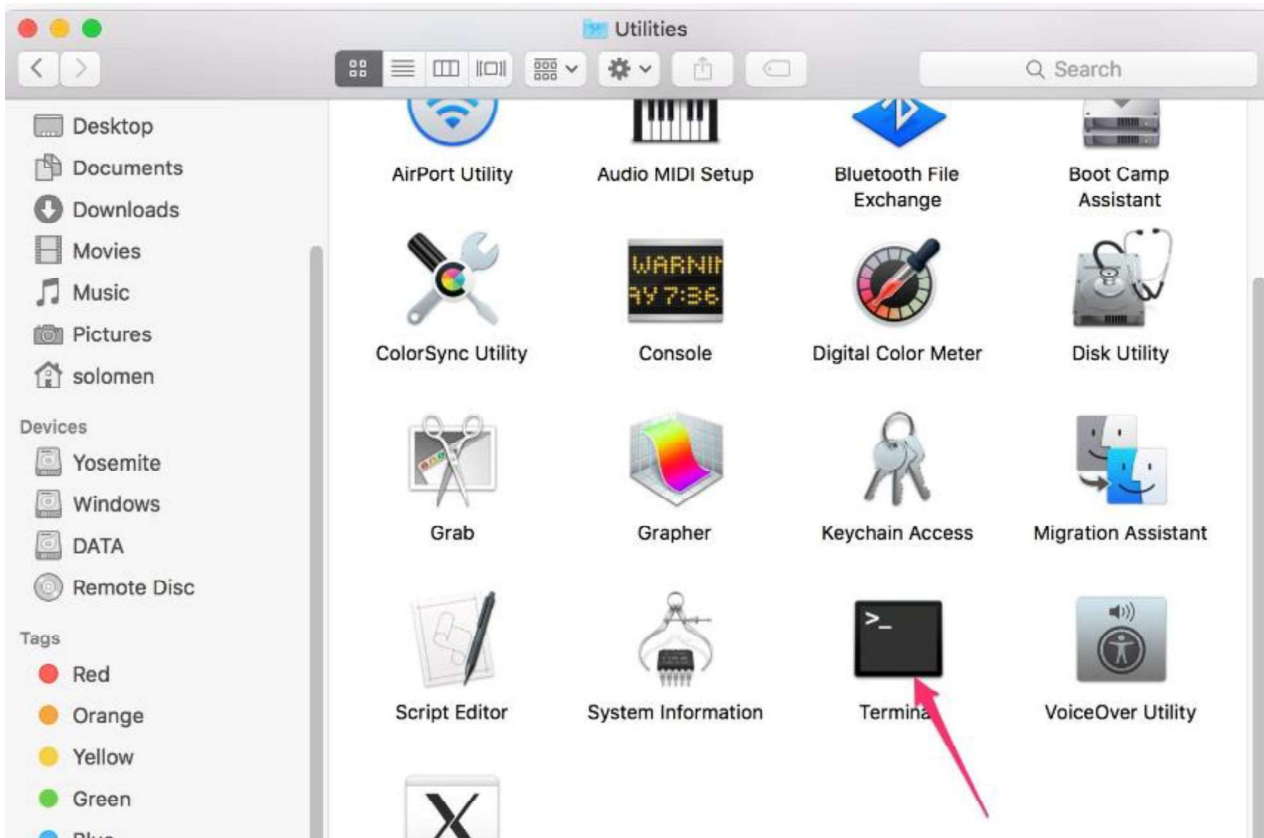 Utilities
Search
Desktop
Documents
Downloads
Movies
Music
Pictures
solomen
Devices
Yosemite
Windows
DATA
Remote Disc
Tags
Red
Orange
Yellow
Green
Blue
AirPort Utility
Audio MIDI Setup
Bluetooth File
Exchange
Boot Camp
Assistant
WARNIN
AY 7:36
ColorSync Utility
Console
Digital Color Meter
Disk Utility
Grab
Grapher
Keychain Access
Migration Assistant
>_
Script Editor
System Information
Terminal
VoiceOver Utility
X